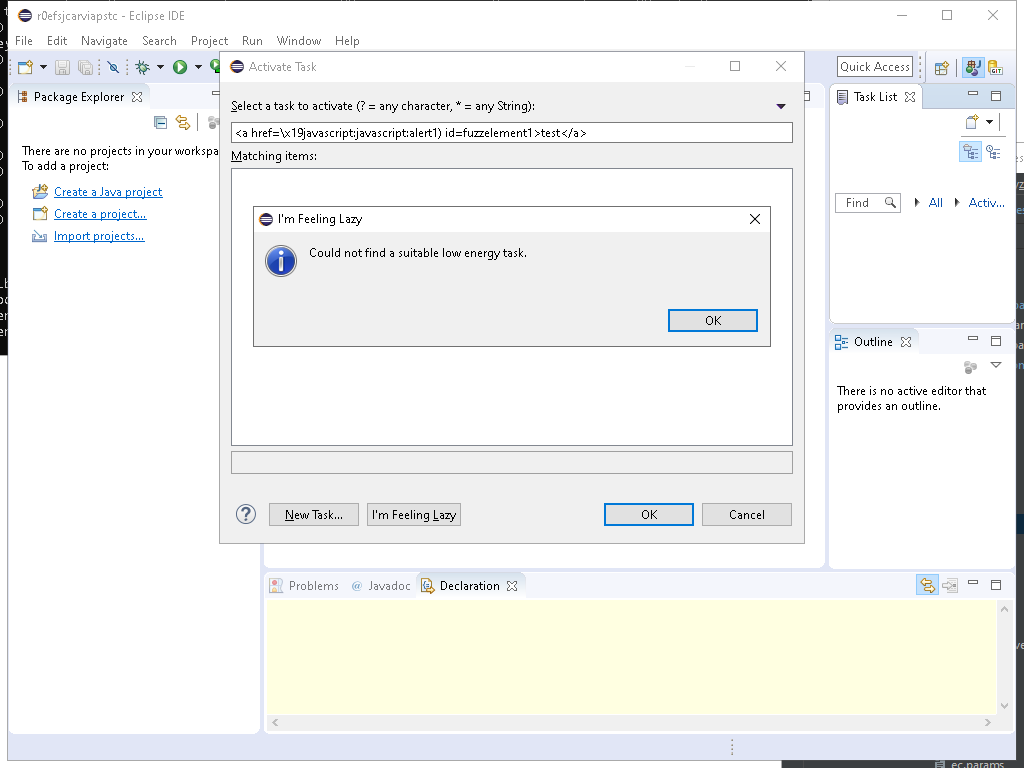 r0efsjcarviapstc - Eclipse IDE
File Edit Navigate Search Project Run Window Help
Quick Access
GIT
Package Explorer
There are no projects in your workspa
To add a project:
Create a Java project
Create a project...
Import projects...
Activate Task
Select a task to activate (? = any character, * = any String):
<a href=\x19javascript:javascript:alert1) id=fuzzelement1>test</a>
Matching items:
I'm Feeling Lazy
Could not find a suitable low energy task.
OK
New Task... I'm Feeling Lazy OK Cancel
Task List
Find All Activ...
Outline
There is no active editor that
provides an outline.
Problems @ Javadoc Declaration
ec.params